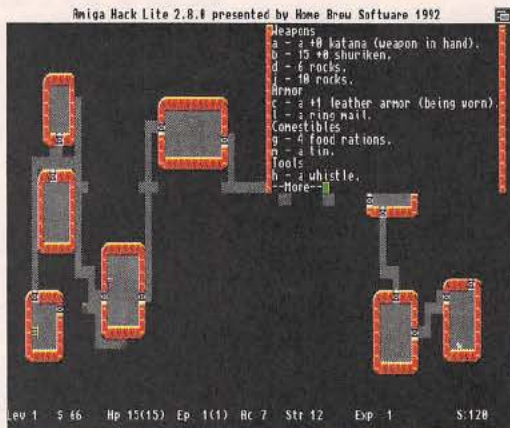 Amiga Hack Lite 2.8.0 presented by Home Brew Software 1992
Weapons
a - a +0 katana (weapon in hand).
b - 15 +0 shuriken.
d - 6 rocks.
j - 10 rocks.
Armor
c - a +1 leather armor (being worn).
l - a ring mail.
Comestibles
g - 4 food rations.
m - a tin.
Tools
h - a whistle.
--More--
Lev 1 $ 66 Hp 15(15) Ep 1(1) Ac 7 Str 12 Exp 1 S:120